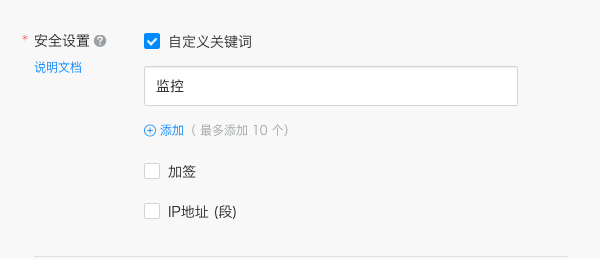 * 安全设置 ?
自定义关键词
说明文档
监控
添加 ( 最多添加 10 个)
加签
IP地址 (段)